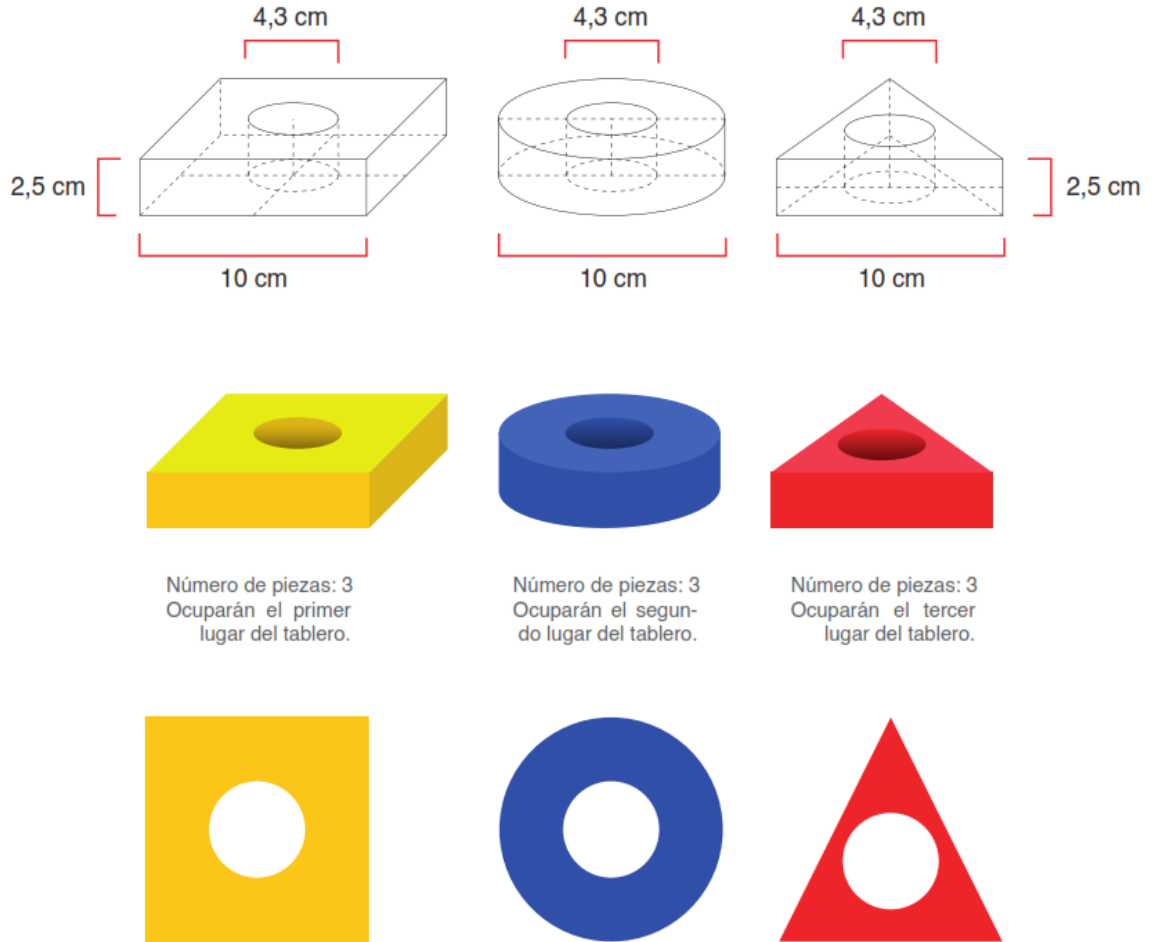 4,3 cm
4,3 cm
4,3 cm
2,5 cm
2,5 cm
10 cm
10 cm
10 cm
Número de piezas: 3
Ocuparán el primer
lugar del tablero.
Número de piezas: 3
Ocuparán el segun-
do lugar del tablero.
Número de piezas: 3
Ocuparán el tercer
lugar del tablero.